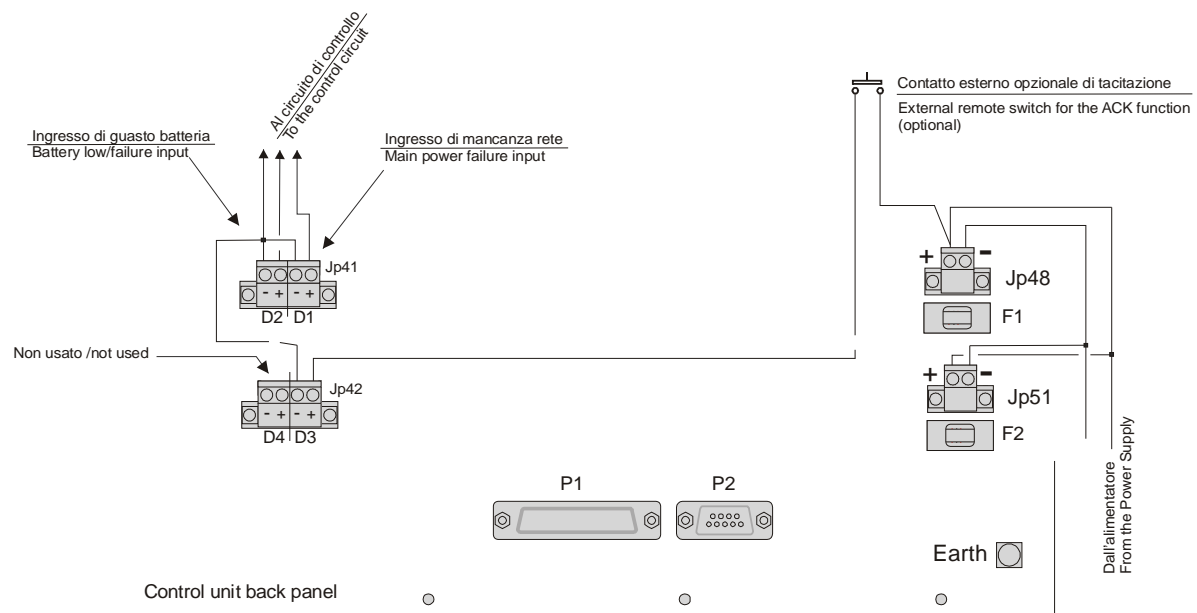 Al circuito di controllo
To the control circuit
Contatto esterno opzionale di tacitazione
External remote switch for the ACK function
(optional)
Ingresso di guasto batteria
Battery low/failure input
Ingresso di mancanza rete
Main power failure input
Jp41
- + - +
D2 D1
+ -
Jp48
F1
Non usato /not used
Jp42
- + - +
D4 D3
+ -
Jp51
F2
Dall'alimentatore
From the Power Supply
P1
P2
Earth
Control unit back panel